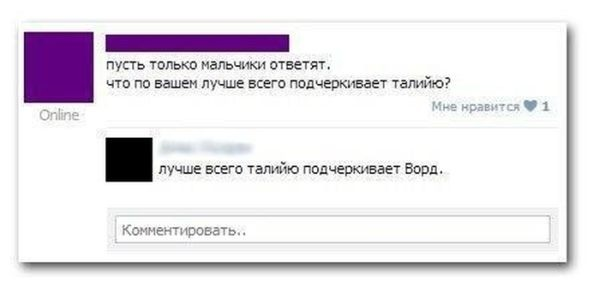 пусть только мальчики ответят.
что по вашем лучше всего подчеркивает талийю?
Мне нравится 1
Online
лучше всего талийю подчеркивает Ворд.
Комментировать..